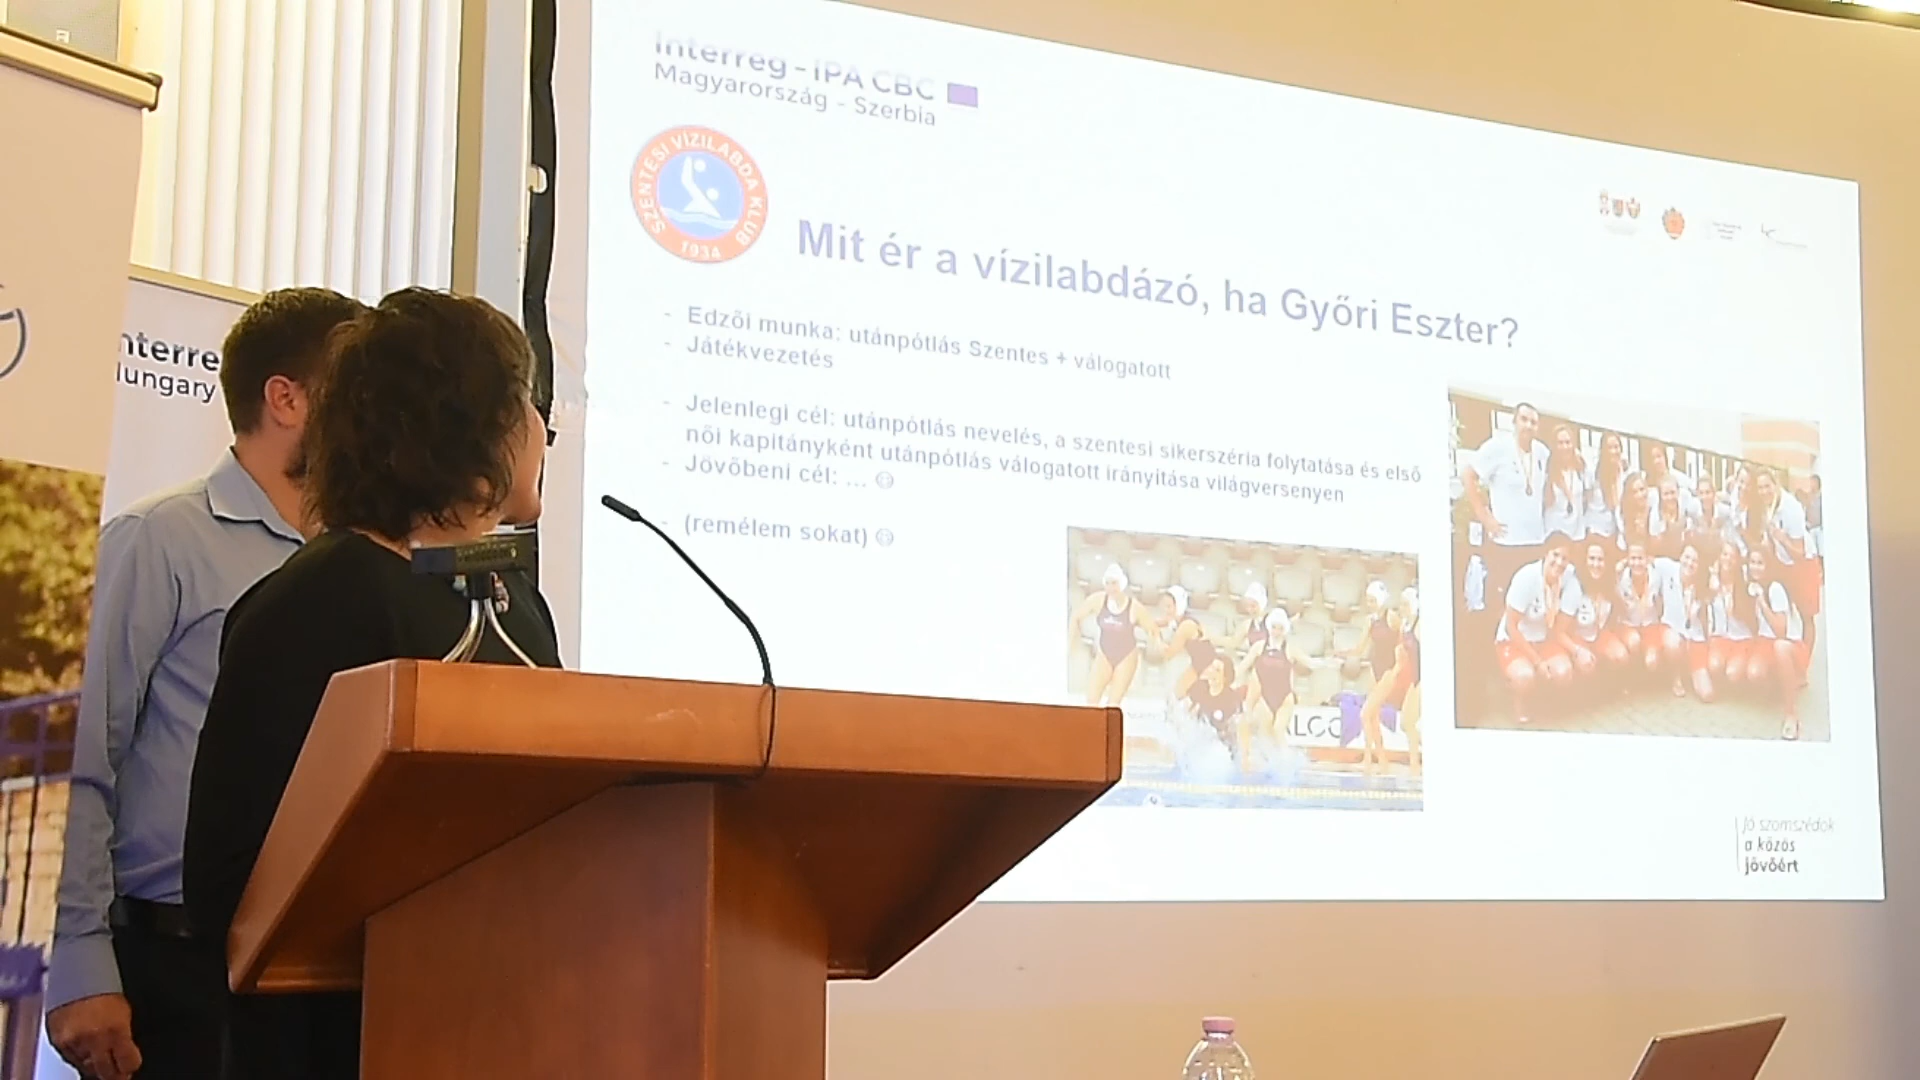 Interreg - IPA CBC
Magyarország - Szerbia
SZENTESI VÍZILABDA KLUB
1934
Mit ér a vízilabdázó, ha Győri Eszter?
- Edzői munka: utánpótlás Szentes + válogatott
- Játékvezetés
- Jelenlegi cél: utánpótlás nevelés, a szentesi sikerszéria folytatása és első
női kapitányként utánpótlás válogatott irányítása világversenyen
- Jövőbeni cél: ... ☺
- (remélem sokat) ☺
nterre
Hungary
Jó szomszédok
a közös
jövőért